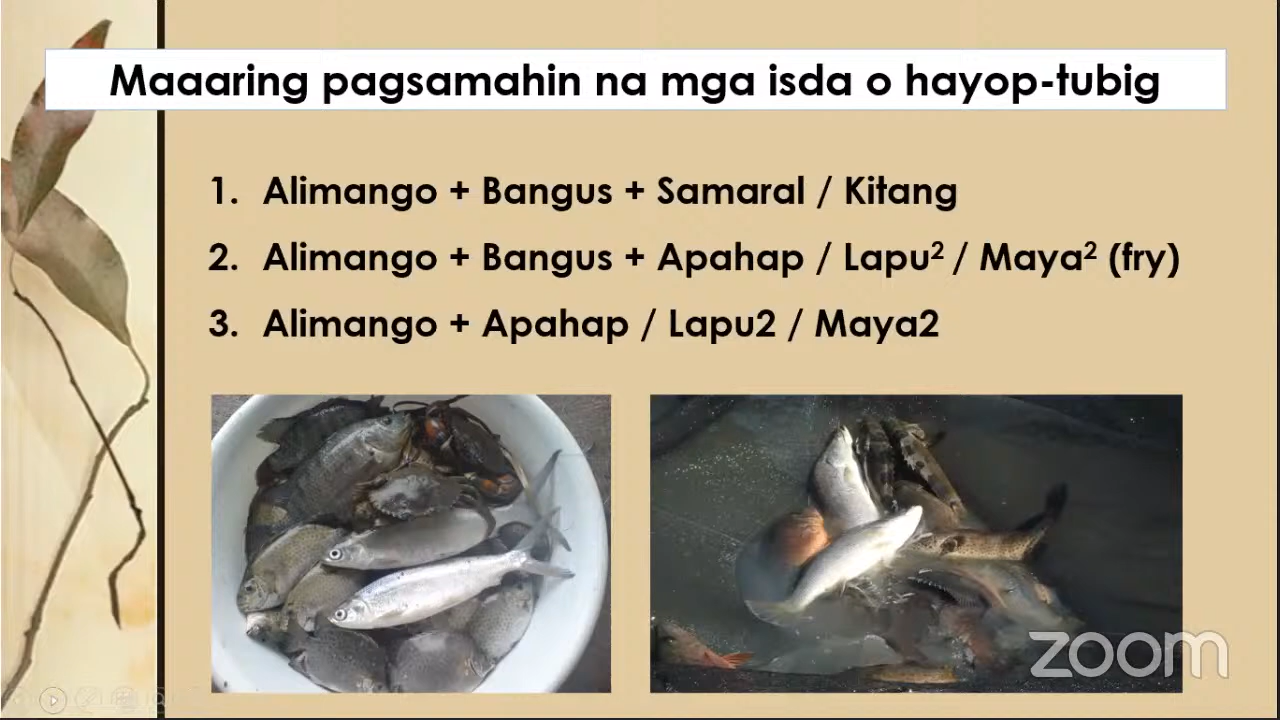 Maaaring pagsamahin na mga isda o hayop-tubig
1. Alimango + Bangus + Samaral / Kitang
2. Alimango + Bangus + Apahap / Lapu² / Maya² (fry)
3. Alimango + Apahap / Lapu2 / Maya2
zoom